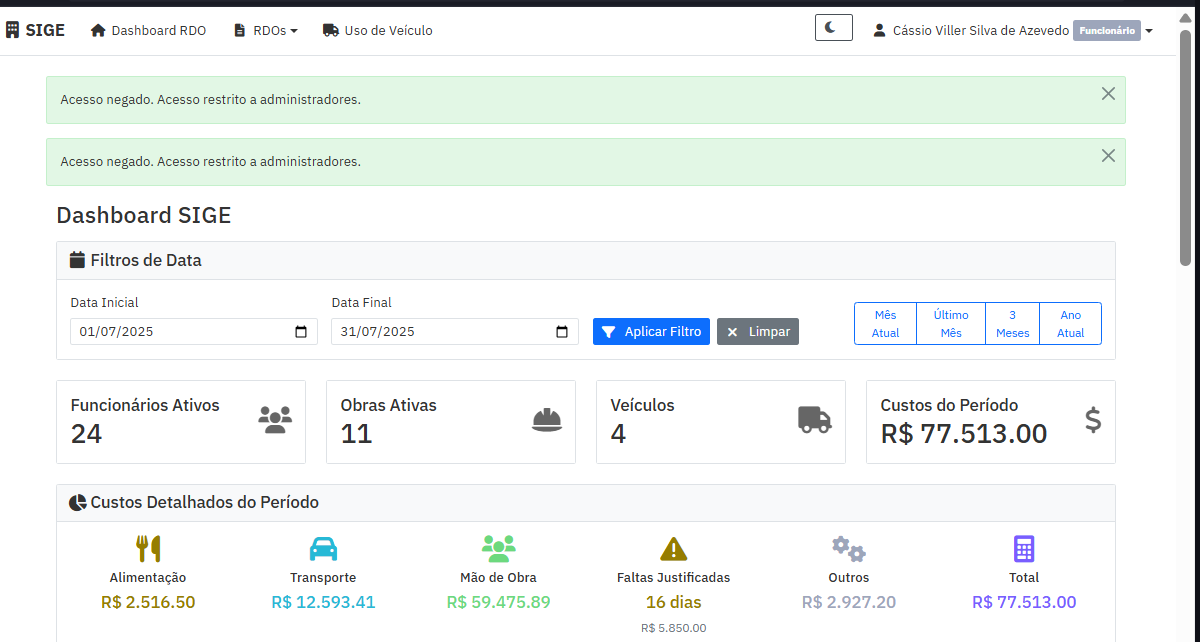 SIGE Dashboard RDO RDOs Uso de Veículo Cássio Viller Silva de Azevedo Funcionário
Acesso negado. Acesso restrito a administradores.
Acesso negado. Acesso restrito a administradores.
Dashboard SIGE
Filtros de Data
Data Inicial Data Final
01/07/2025 31/07/2025 Aplicar Filtro Limpar
Mês Atual Último Mês 3 Meses Ano Atual
Funcionários Ativos
24
Obras Ativas
11
Veículos
4
Custos do Período
R$ 77.513.00
Custos Detalhados do Período
Alimentação
R$ 2.516.50
Transporte
R$ 12.593.41
Mão de Obra
R$ 59.475.89
Faltas Justificadas
16 dias
R$ 5.850.00
Outros
R$ 2.927.20
Total
R$ 77.513.00